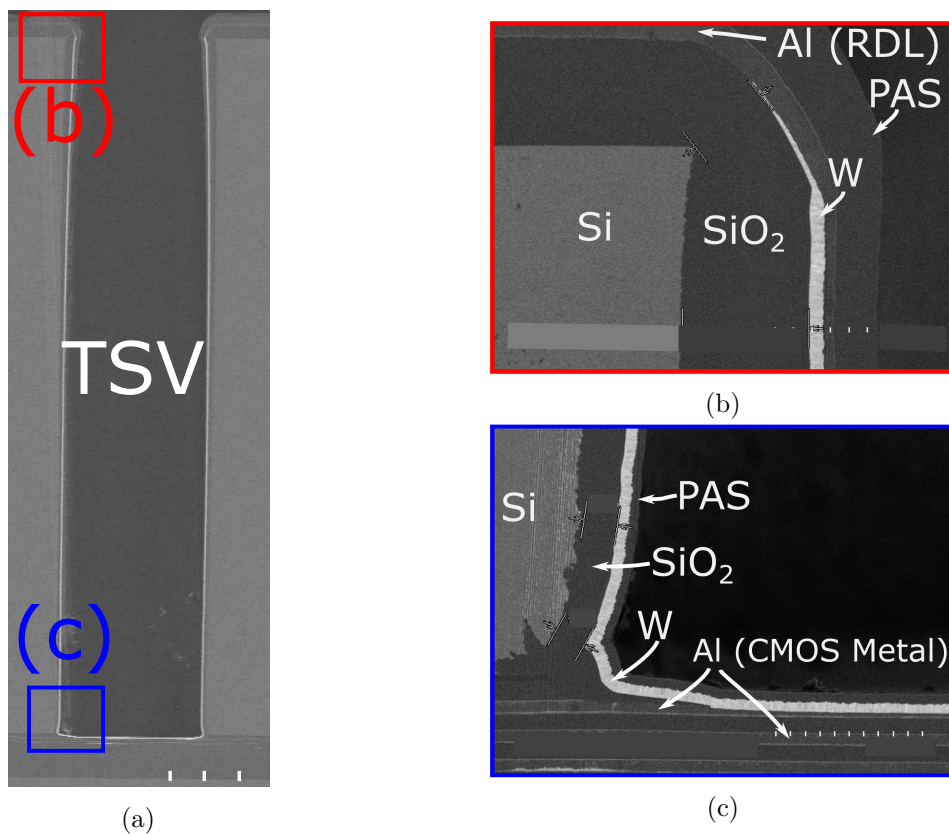 (b)
TSV
(c)
(a)
Al (RDL)
PAS
W
Si
SiO₂
(b)
Si
PAS
SiO₂
W
Al (CMOS Metal)
(c)